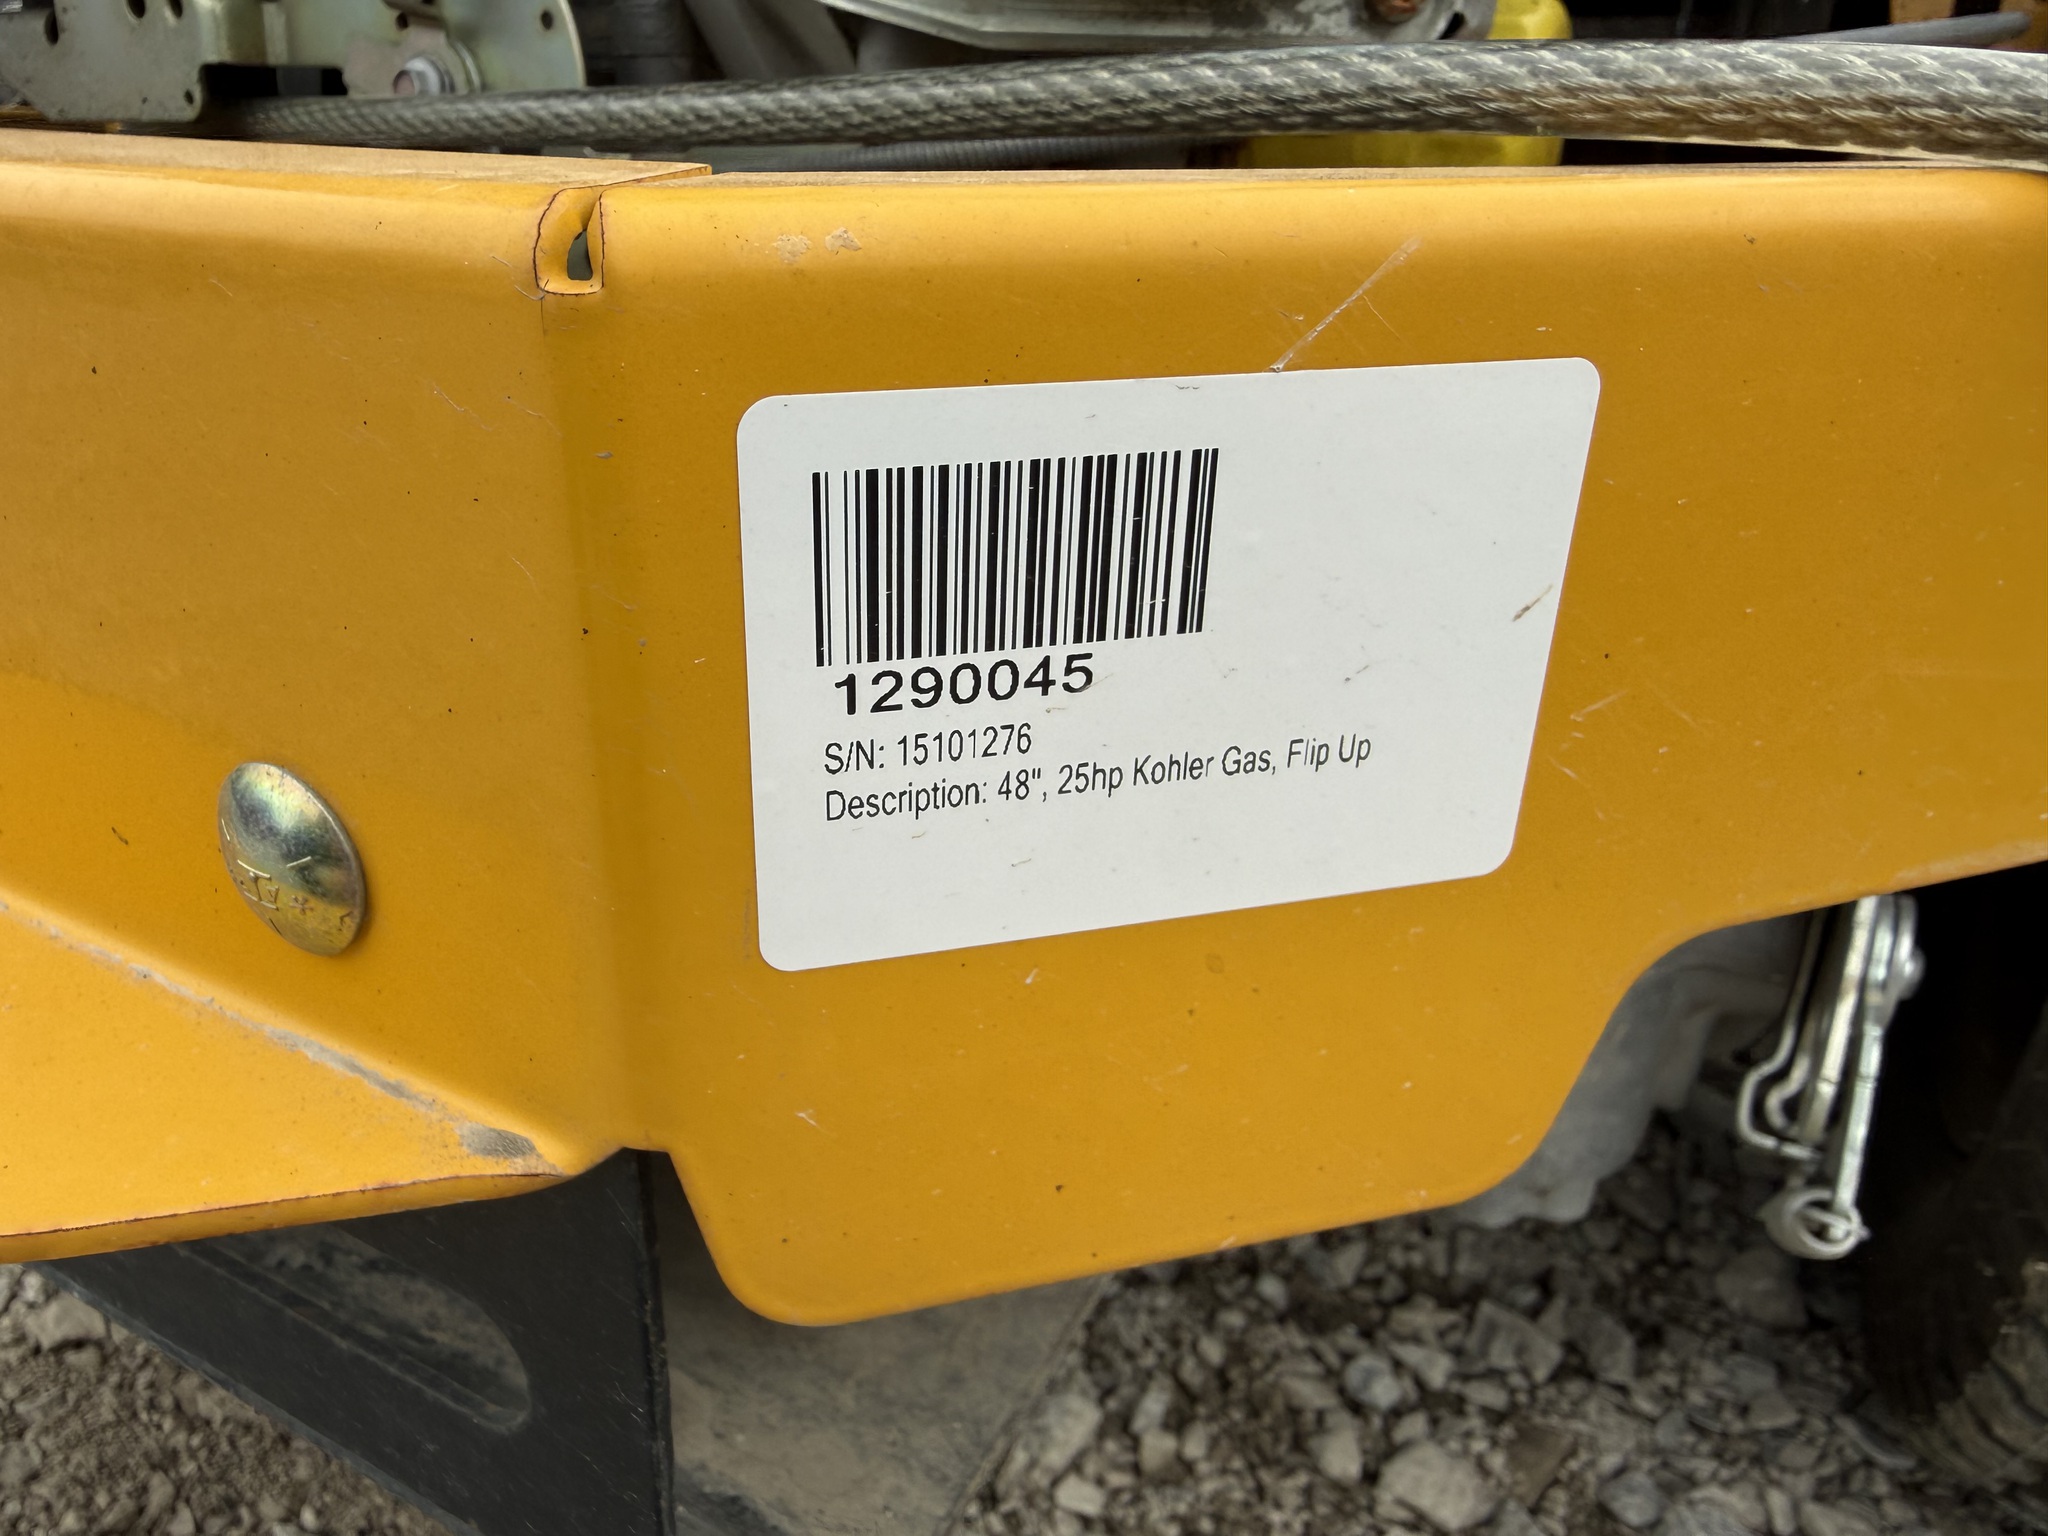 1290045
S/N: 15101276
Description: 48", 25hp Kohler Gas, Flip Up